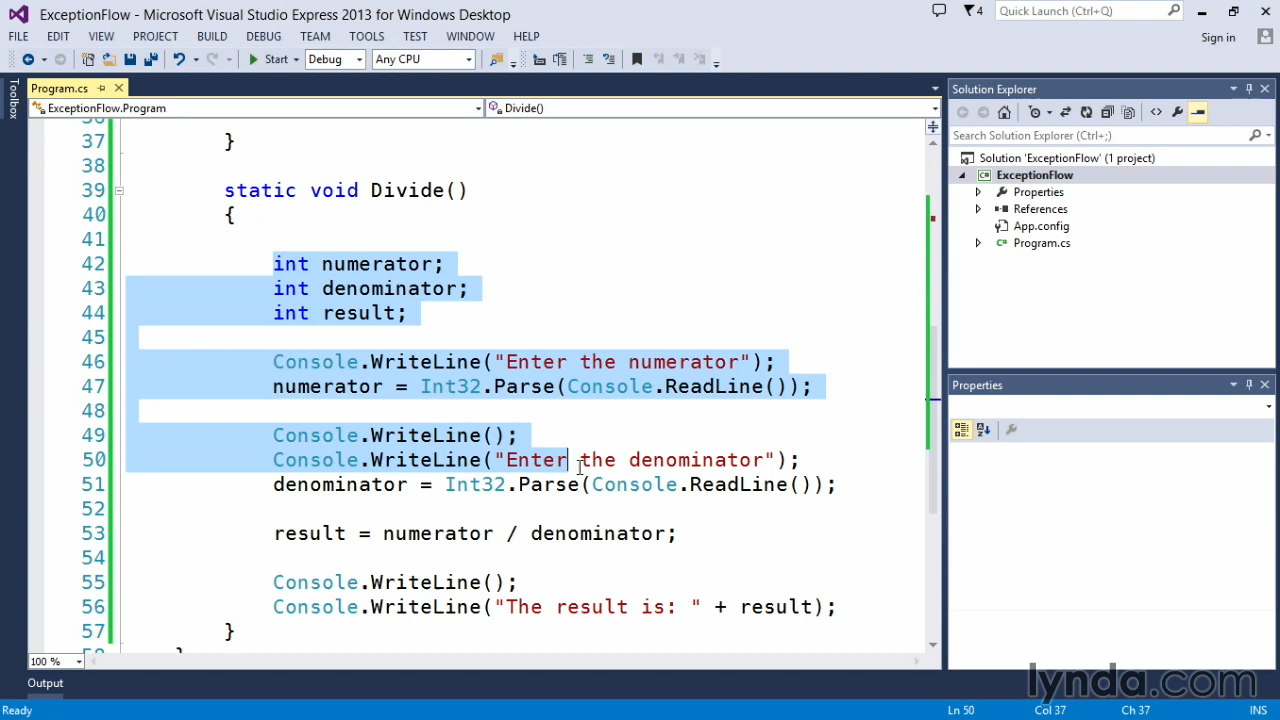 ExceptionFlow - Microsoft Visual Studio Express 2013 for Windows Desktop
4
Quick Launch (Ctrl+Q)
FILE EDIT VIEW PROJECT BUILD DEBUG TEAM TOOLS TEST WINDOW HELP
Sign in
Start Debug Any CPU
Toolbox
Program.cs
ExceptionFlow.Program
Divide()
37 }
38
39 static void Divide()
40 {
41
42 int numerator;
43 int denominator;
44 int result;
45
46 Console.WriteLine("Enter the numerator");
47 numerator = Int32.Parse(Console.ReadLine());
48
49 Console.WriteLine();
50 Console.WriteLine("Enter the denominator");
51 denominator = Int32.Parse(Console.ReadLine());
52
53 result = numerator / denominator;
54
55 Console.WriteLine();
56 Console.WriteLine("The result is: " + result);
57 }
100 %
Output
Solution Explorer
Search Solution Explorer (Ctrl+;)
Solution 'ExceptionFlow' (1 project)
ExceptionFlow
Properties
References
App.config
Program.cs
Properties
lynda.com
Ready
Ln 50 Col 37 Ch 37 INS